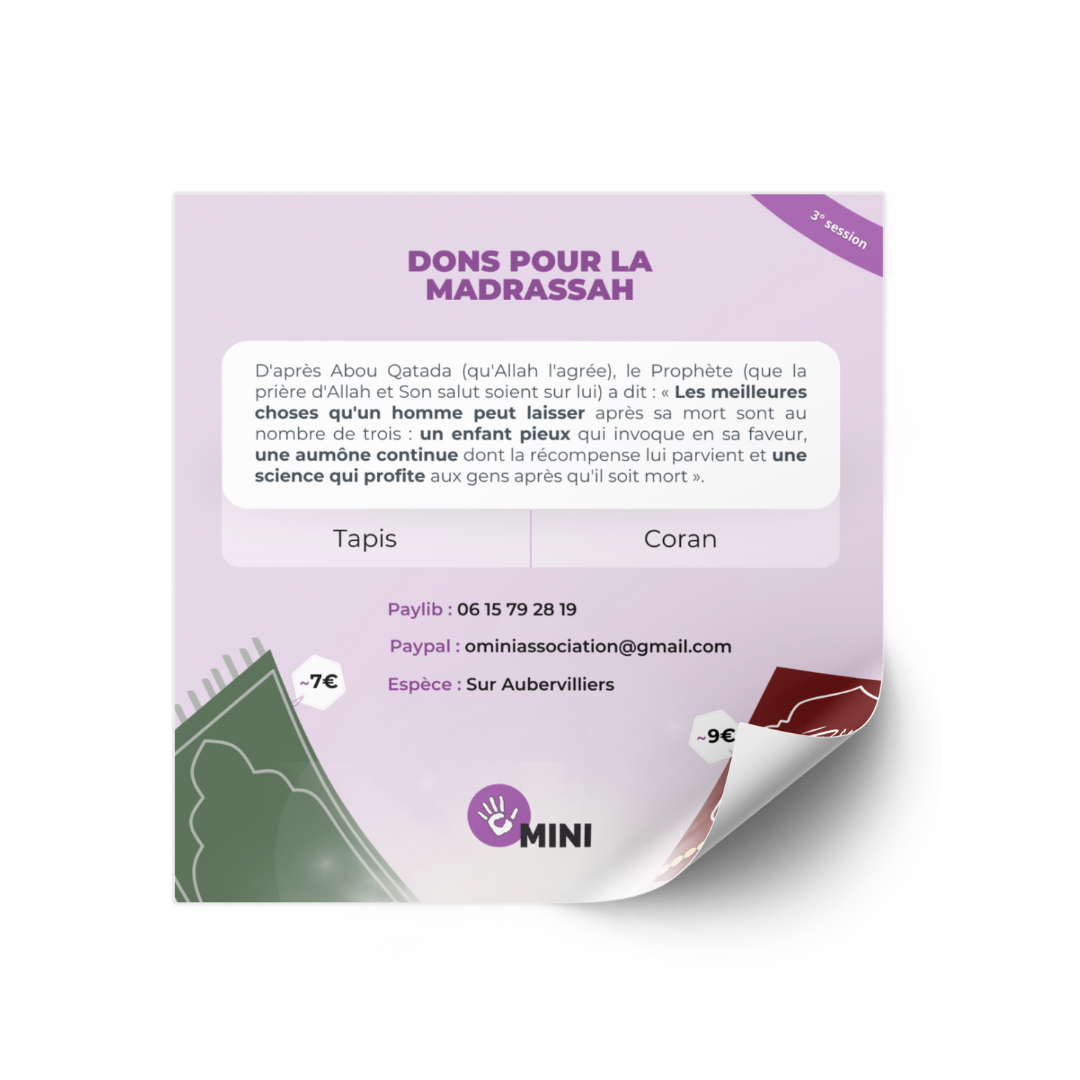 3° session
DONS POUR LA
MADRASSAH
D'après Abou Qatada (qu'Allah l'agrée), le Prophète (que la
prière d'Allah et Son salut soient sur lui) a dit : « Les meilleures
choses qu'un homme peut laisser après sa mort sont au
nombre de trois : un enfant pieux qui invoque en sa faveur,
une aumône continue dont la récompense lui parvient et une
science qui profite aux gens après qu'il soit mort ».
Tapis Coran
Paylib : 06 15 79 28 19
Paypal : ominiassociation@gmail.com
Espèce : Sur Aubervilliers
~7€
~9€
MINI